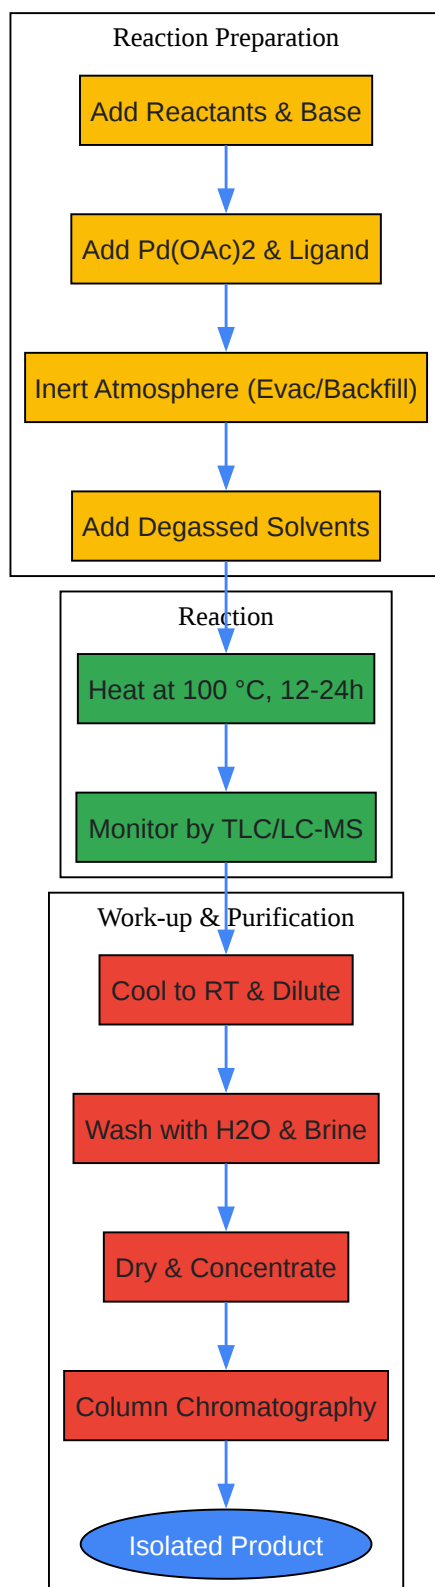 Reaction Preparation
Add Reactants & Base
Add Pd(OAc)2 & Ligand
Inert Atmosphere (Evac/Backfill)
Add Degassed Solvents
Reaction
Heat at 100 °C, 12-24h
Monitor by TLC/LC-MS
Work-up & Purification
Cool to RT & Dilute
Wash with H2O & Brine
Dry & Concentrate
Column Chromatography
Isolated Product